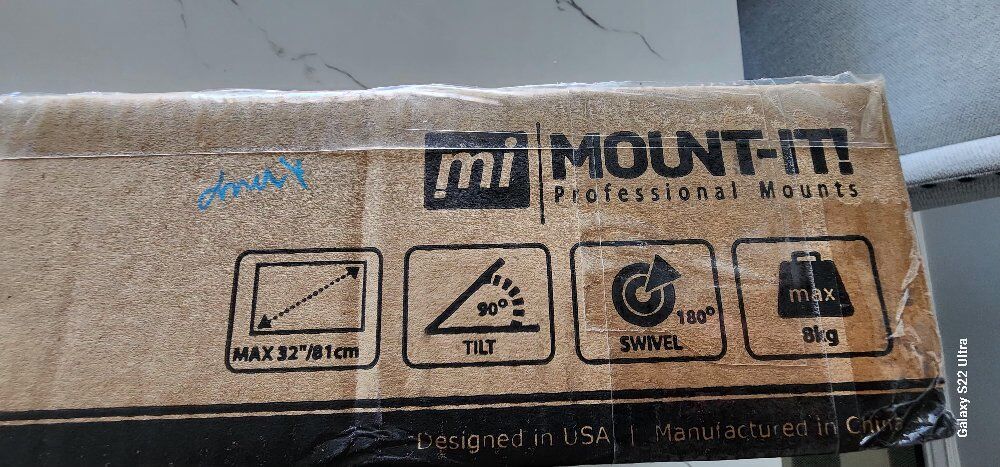 mi MOUNT-IT!
Professional Mounts
MAX 32"/81cm
90°
TILT
180°
SWIVEL
max
8kg
Designed in USA | Manufactured in China
Galaxy S22 Ultra